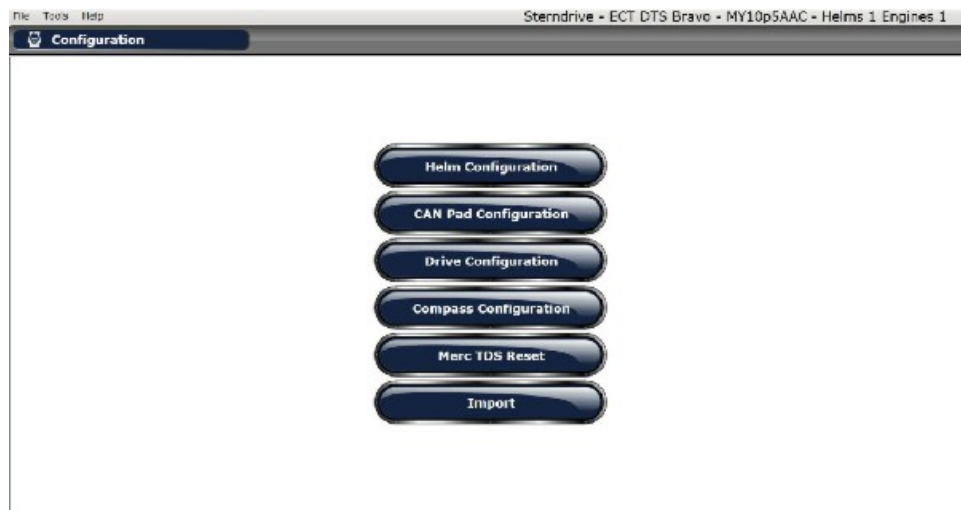 File Tools Help
Sterndrive - ECT DTS Bravo - MY10p5AAC - Helms 1 Engines 1
Configuration
Helm Configuration
CAN Pad Configuration
Drive Configuration
Compass Configuration
Merc TDS Reset
Import